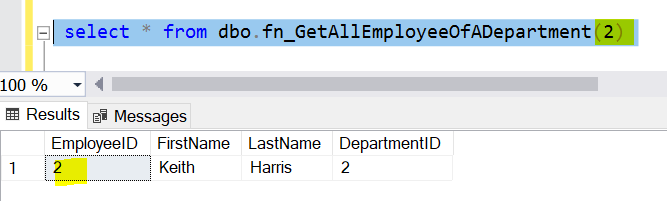 select * from dbo.fn_GetAllEmployeeOfADepartment(2)
100 %
Results Messages
EmployeeID FirstName LastName DepartmentID
1 2 Keith Harris 2